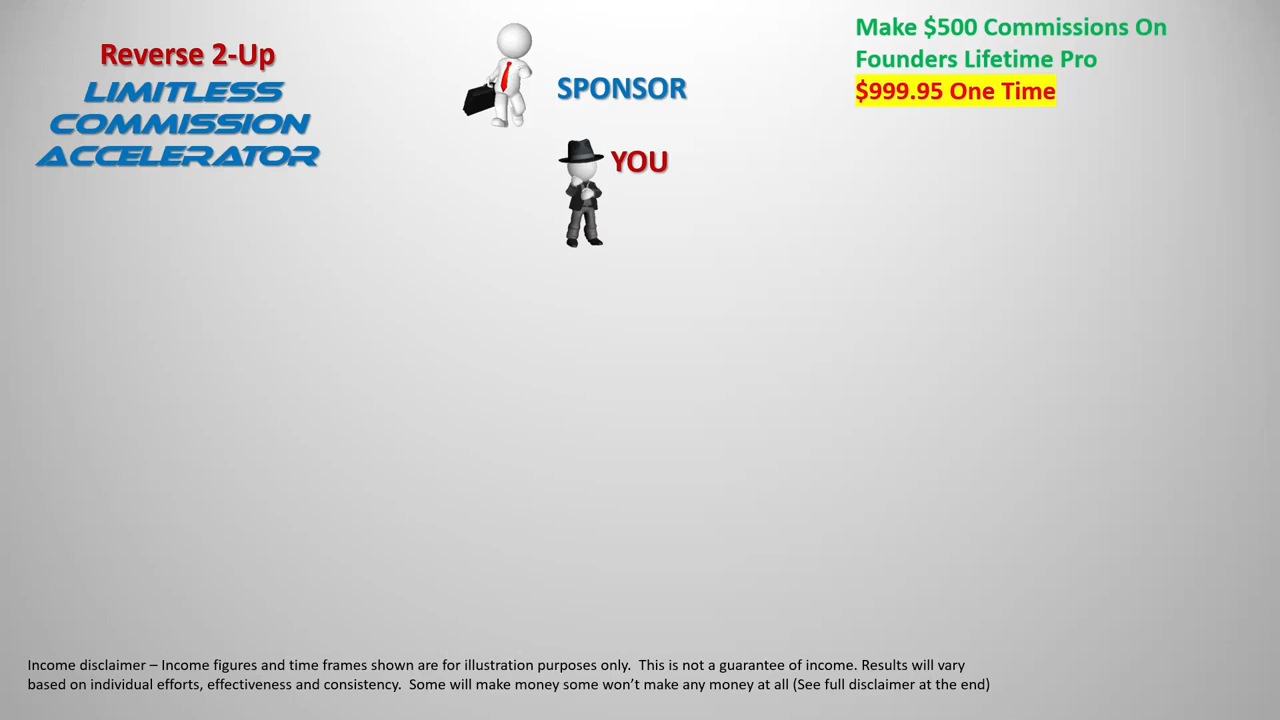 Reverse 2-Up
LIMITLESS
COMMISSION
ACCELERATOR
SPONSOR
YOU
Make $500 Commissions On
Founders Lifetime Pro
$999.95 One Time
Income disclaimer – Income figures and time frames shown are for illustration purposes only.  This is not a guarantee of income. Results will vary
based on individual efforts, effectiveness and consistency.  Some will make money some won’t make any money at all (See full disclaimer at the end)